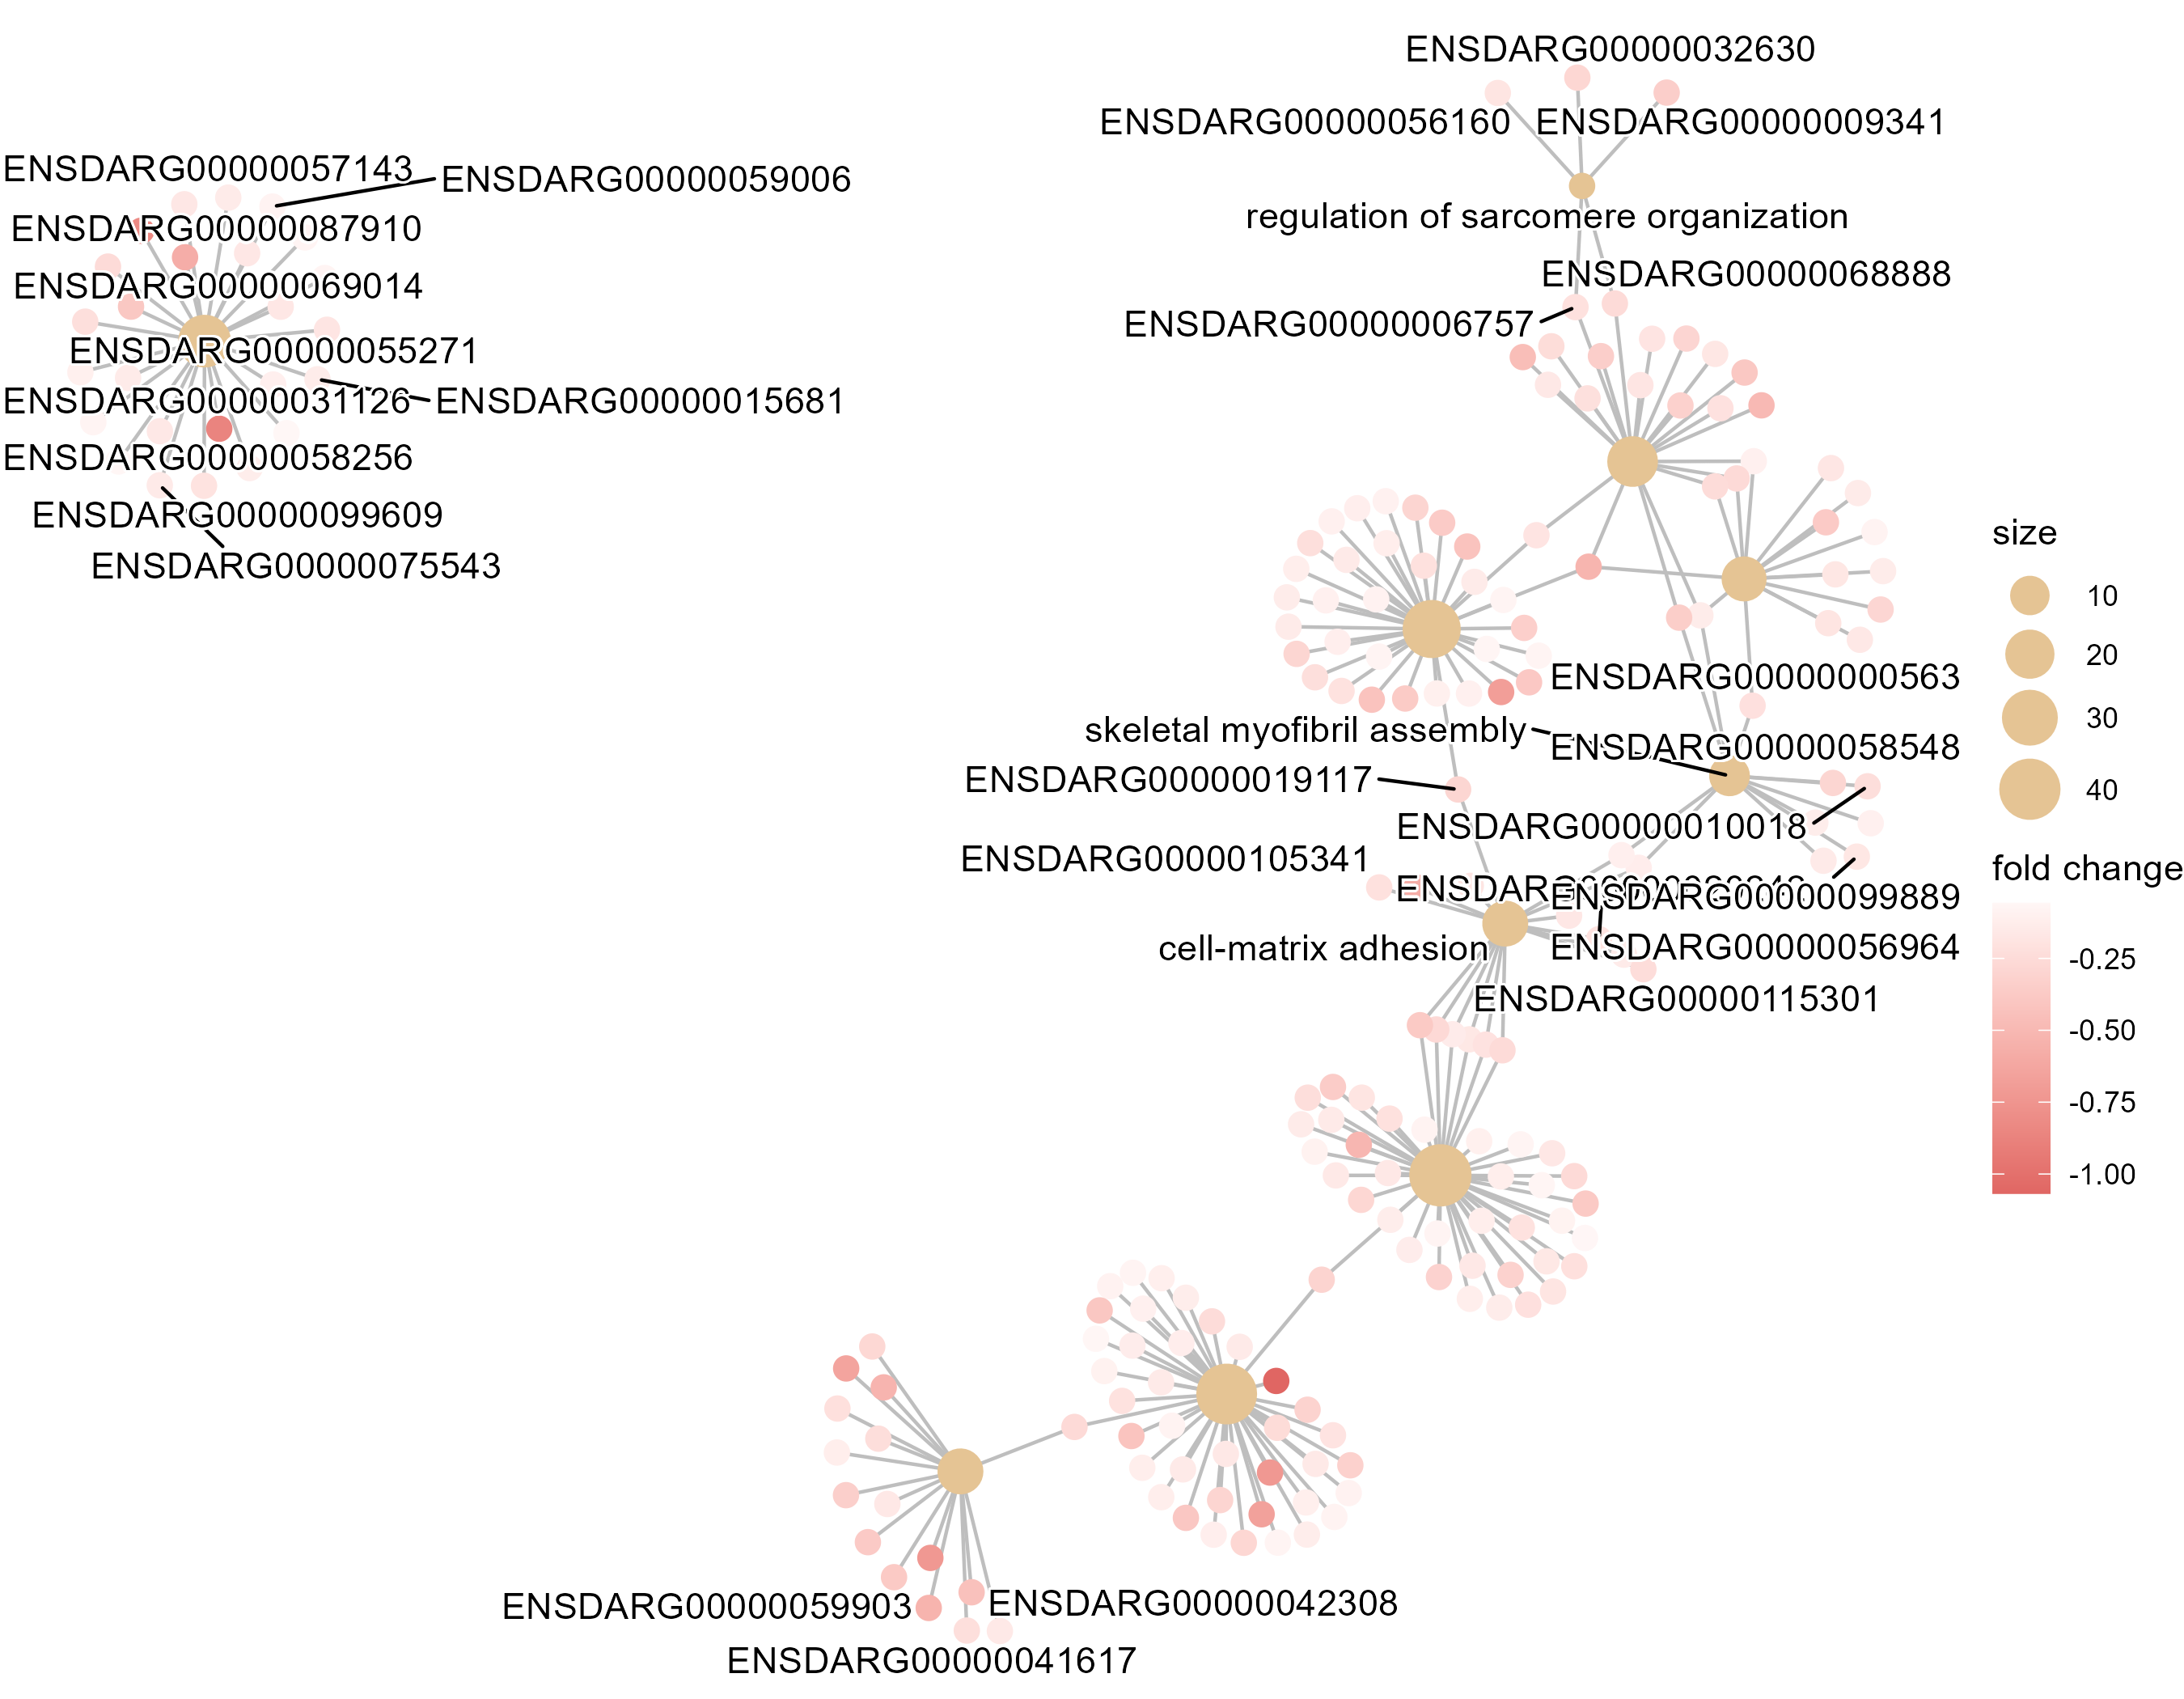 ENSDARG00000032630
ENSDARG00000056160
ENSDARG00000009341
ENSDARG00000057143
ENSDARG00000059006
regulation of sarcomere organization
ENSDARG00000087910
ENSDARG00000068888
ENSDARG00000069014
ENSDARG00000006757
ENSDARG00000055271
ENSDARG00000031126
ENSDARG00000015681
ENSDARG00000058256
ENSDARG00000099609
ENSDARG00000075543
ENSDARG00000000563
skeletal myofibril assembly
ENSDARG00000058548
ENSDARG00000019117
ENSDARG00000010018
ENSDARG00000105341
ENSDARG00000099889
cell-matrix adhesion
ENSDARG00000056964
ENSDARG00000115301
ENSDARG00000059903
ENSDARG00000042308
ENSDARG00000041617
size
10
20
30
40
fold change
-0.25
-0.50
-0.75
-1.00